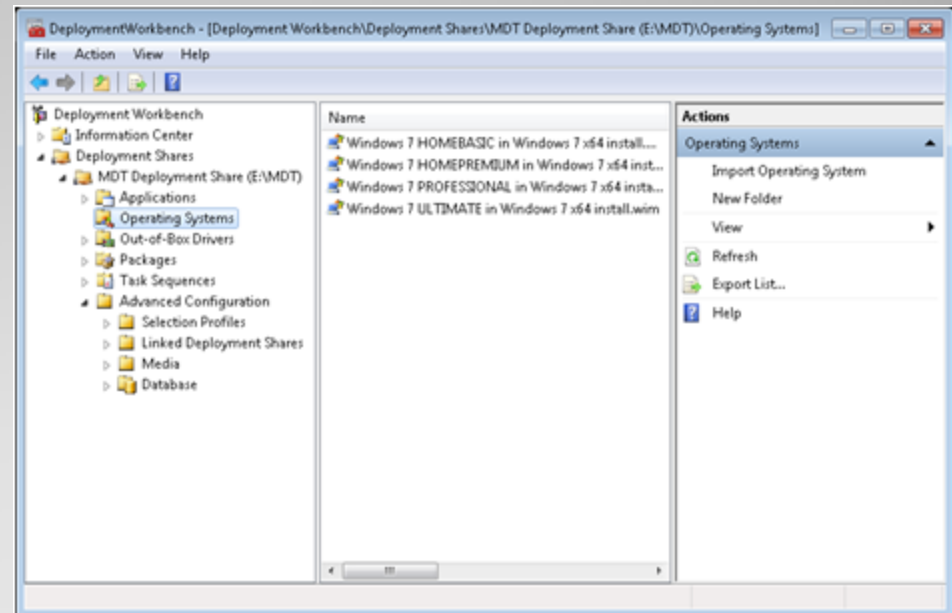 DeploymentWorkbench - [Deployment Workbench\Deployment Shares\MDT Deployment Share (E:\MDT)\Operating Systems]
File Action View Help
Deployment Workbench
Information Center
Deployment Shares
MDT Deployment Share (E:\MDT)
Applications
Operating Systems
Out-of-Box Drivers
Packages
Task Sequences
Advanced Configuration
Selection Profiles
Linked Deployment Shares
Media
Database
Name
Windows 7 HOMEBASIC in Windows 7 x64 install....
Windows 7 HOMEPREMIUM in Windows 7 x64 inst...
Windows 7 PROFESSIONAL in Windows 7 x64 insta...
Windows 7 ULTIMATE in Windows 7 x64 install.wim
Actions
Operating Systems
Import Operating System
New Folder
View
Refresh
Export List...
Help